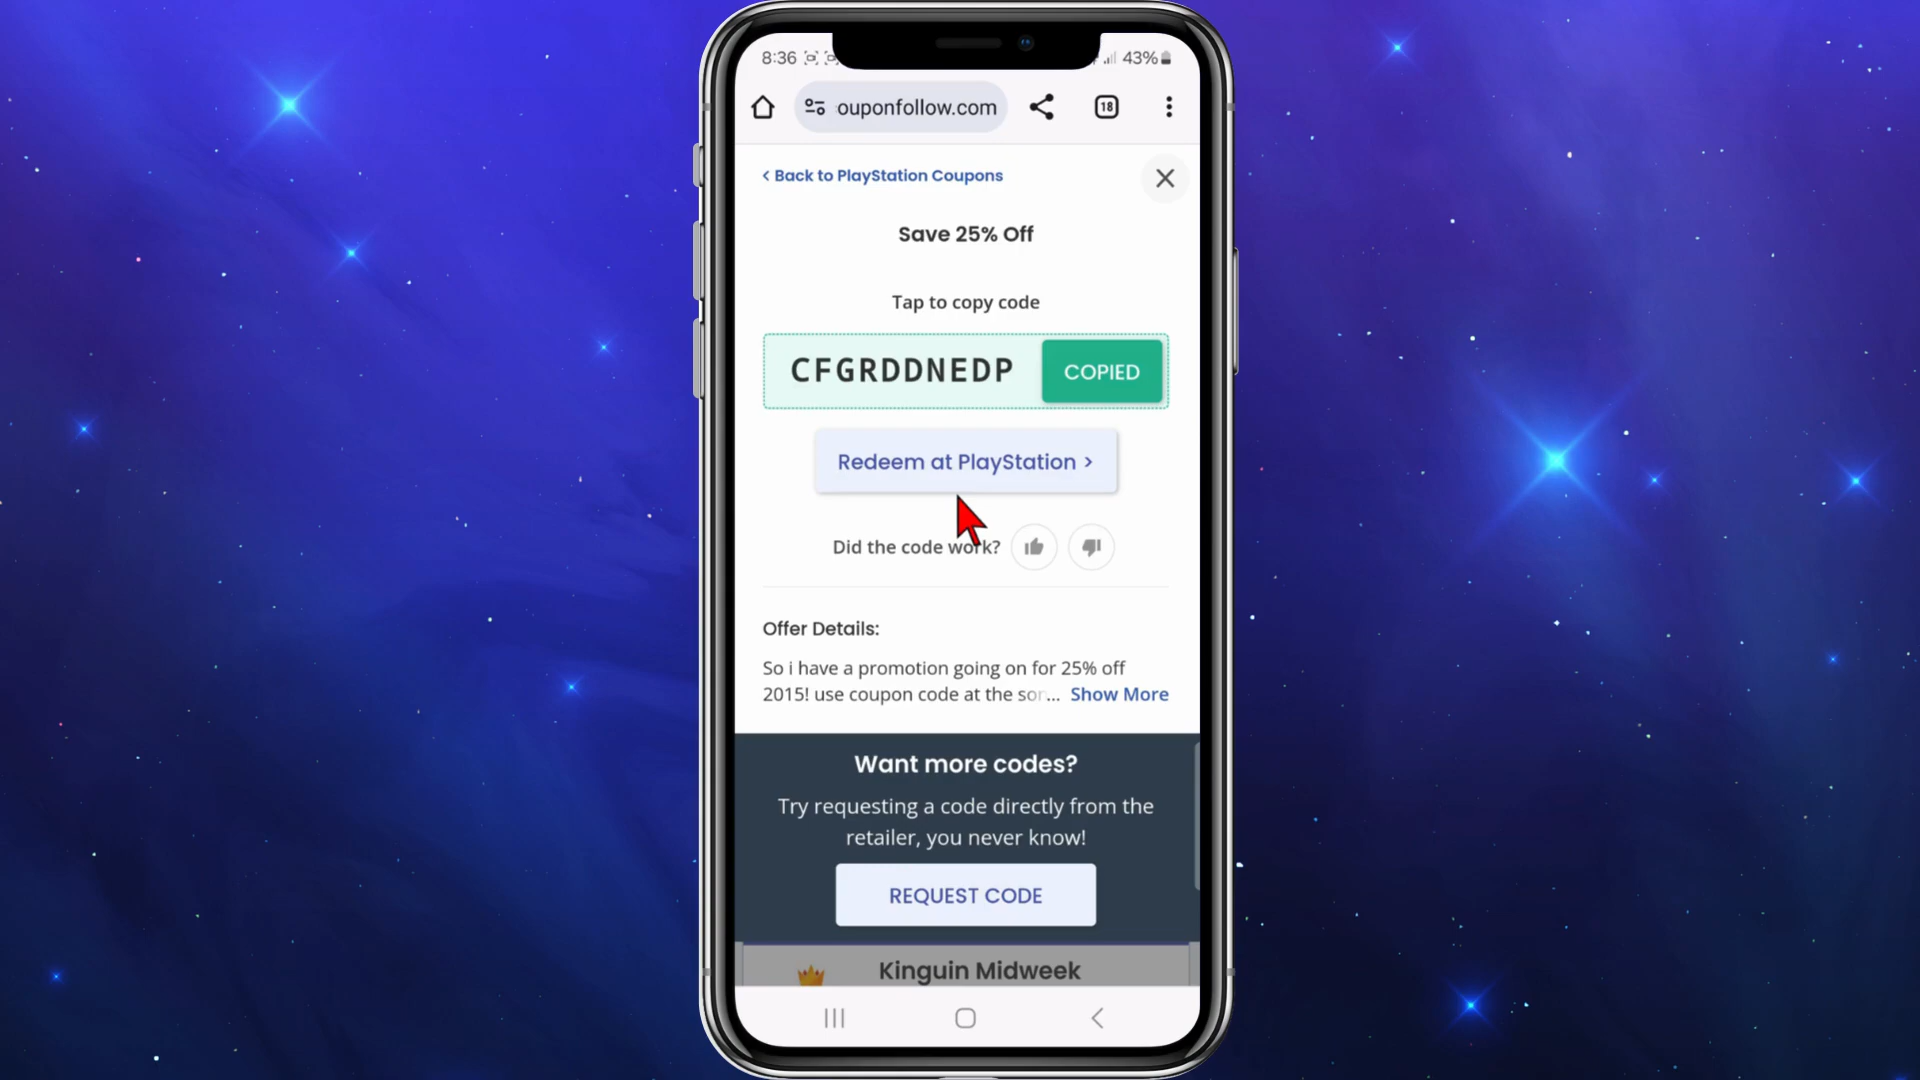 8:36
43%
ouponfollow.com
18
< Back to PlayStation Coupons
Save 25% Off
Tap to copy code
CFGRDDNEDP
COPIED
Redeem at PlayStation >
Did the code work?
Offer Details:
So i have a promotion going on for 25% off
2015! use coupon code at the son... Show More
Want more codes?
Try requesting a code directly from the
retailer, you never know!
REQUEST CODE
Kinguin Midweek